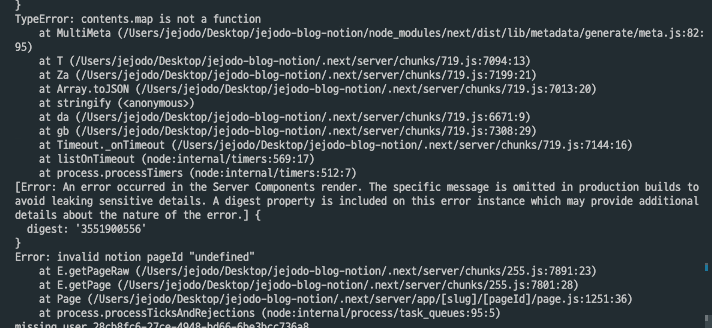 }
TypeError: contents.map is not a function
    at MultiMeta (/Users/jejodo/Desktop/jejodo-blog-notion/node_modules/next/dist/lib/metadata/generate/meta.js:82:
95)
    at T (/Users/jejodo/Desktop/jejodo-blog-notion/.next/server/chunks/719.js:7094:13)
    at Za (/Users/jejodo/Desktop/jejodo-blog-notion/.next/server/chunks/719.js:7199:21)
    at Array.toJSON (/Users/jejodo/Desktop/jejodo-blog-notion/.next/server/chunks/719.js:7013:20)
    at stringify (<anonymous>)
    at da (/Users/jejodo/Desktop/jejodo-blog-notion/.next/server/chunks/719.js:6671:9)
    at gb (/Users/jejodo/Desktop/jejodo-blog-notion/.next/server/chunks/719.js:7308:29)
    at Timeout._onTimeout (/Users/jejodo/Desktop/jejodo-blog-notion/.next/server/chunks/719.js:7144:16)
    at listOnTimeout (node:internal/timers:569:17)
    at process.processTimers (node:internal/timers:512:7)
[Error: An error occurred in the Server Components render. The specific message is omitted in production builds to
avoid leaking sensitive details. A digest property is included on this error instance which may provide additional
details about the nature of the error.] {
  digest: '3551900556'
}
Error: invalid notion pageId "undefined"
    at E.getPageRaw (/Users/jejodo/Desktop/jejodo-blog-notion/.next/server/chunks/255.js:7891:23)
    at E.getPage (/Users/jejodo/Desktop/jejodo-blog-notion/.next/server/chunks/255.js:7801:28)
    at Page (/Users/jejodo/Desktop/jejodo-blog-notion/.next/server/app/[slug]/[pageId]/page.js:1251:36)
    at process.processTicksAndRejections (node:internal/process/task_queues:95:5)
missing user